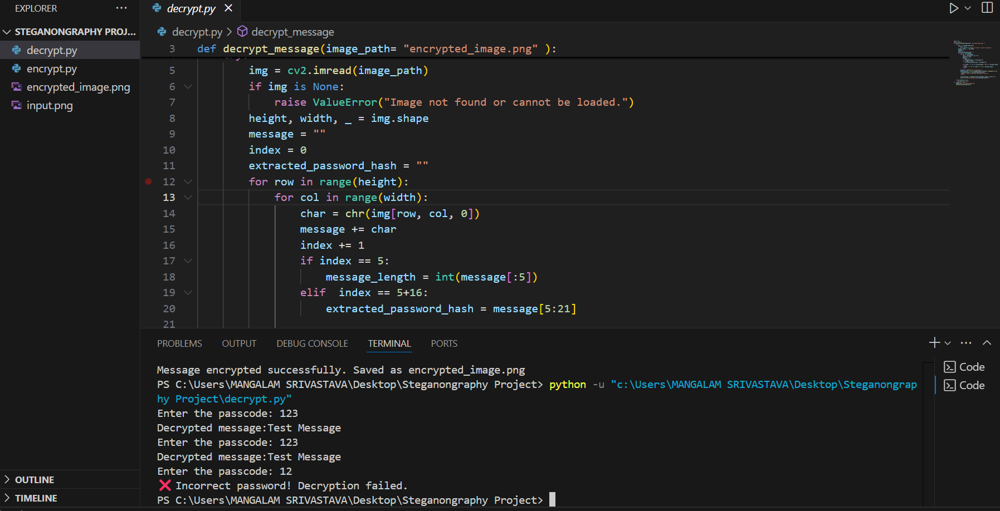 EXPLORER
decrypt.py
STEGANONGRAPHY PROJ...
decrypt.py
encrypt.py
encrypted_image.png
input.png
OUTLINE
TIMELINE
decrypt.py > decrypt_message
3 def decrypt_message(image_path= "encrypted_image.png" ):
5 img = cv2.imread(image_path)
6 if img is None:
7 raise ValueError("Image not found or cannot be loaded.")
8 height, width, _ = img.shape
9 message = ""
10 index = 0
11 extracted_password_hash = ""
12 for row in range(height):
13 for col in range(width):
14 char = chr(img[row, col, 0])
15 message += char
16 index += 1
17 if index == 5:
18 message_length = int(message[:5])
19 elif  index == 5+16:
20 extracted_password_hash = message[5:21]
21
PROBLEMS OUTPUT DEBUG CONSOLE TERMINAL PORTS
Message encrypted successfully. Saved as encrypted_image.png
PS C:\Users\MANGALAM SRIVASTAVA\Desktop\Steganongraphy Project> python -u "c:\Users\MANGALAM SRIVASTAVA\Desktop\Steganongrap
hy Project\decrypt.py"
Enter the passcode: 123
Decrypted message:Test Message
Enter the passcode: 123
Decrypted message:Test Message
Enter the passcode: 12
❌ Incorrect password! Decryption failed.
PS C:\Users\MANGALAM SRIVASTAVA\Desktop\Steganongraphy Project>
Code
Code